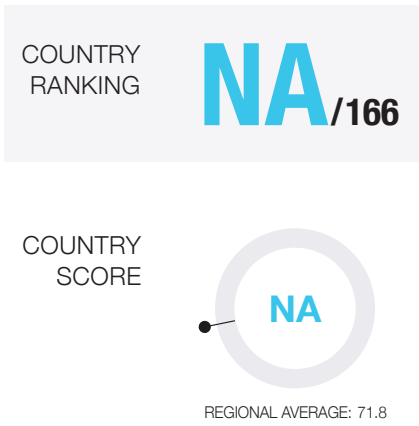 COUNTRY
RANKING
NA/166
COUNTRY
SCORE
NA
REGIONAL AVERAGE: 71.8